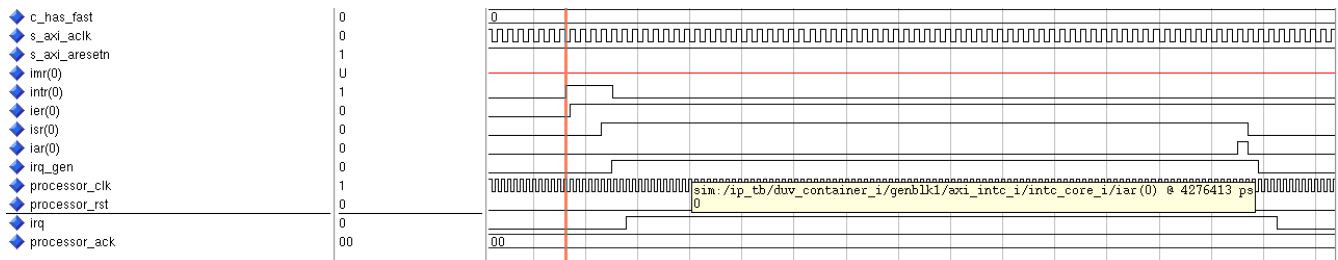 c_has_fast 0 0
s_axi_aclk 0
s_axi_aresetn 1
imr(0) U
intr(0) 1
ier(0) 0
isr(0) 0
iar(0) 0
irq_gen 0
processor_clk 1
sim:/ip_tb/duv_container_i/genblk1/axi_intc_i/intc_core_i/iar(0) @ 4276413 ps
processor_rst 0
0
irq 0
processor_ack 00 00